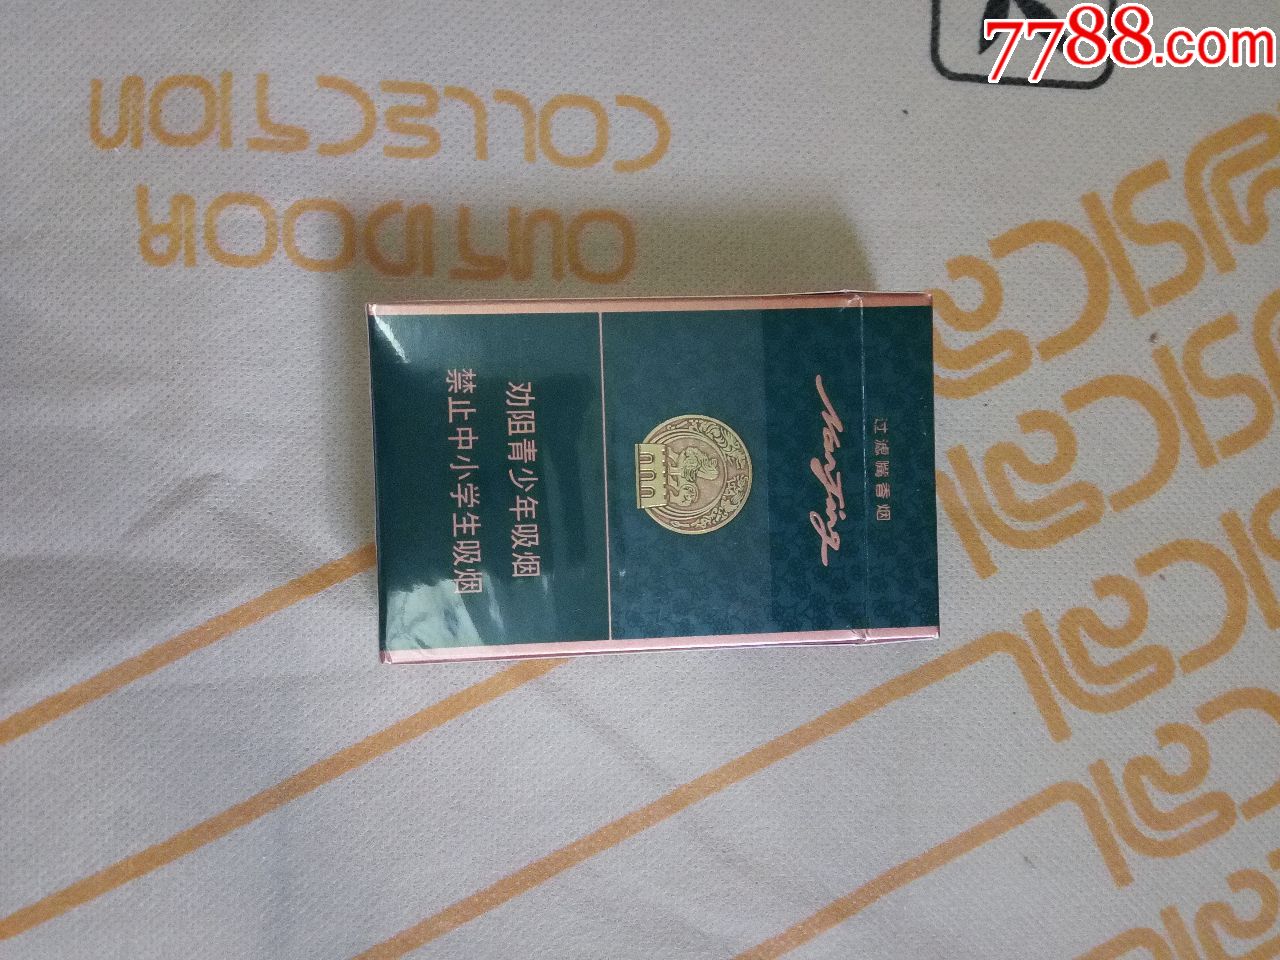 7788.com
过滤嘴香烟
NanJing
劝阻青少年吸烟
禁止中小学生吸烟
OUTDOOR
COLLECTION